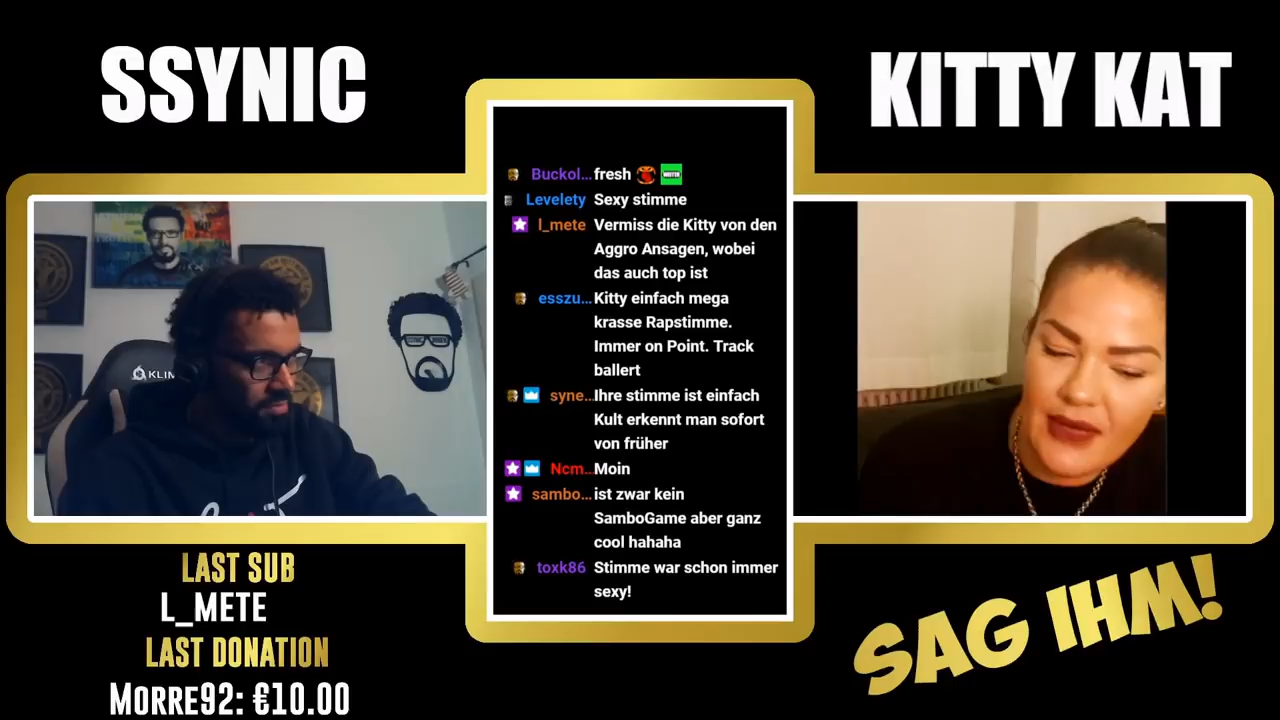 SSYNIC
KITTY KAT
Buckol... fresh WEITER
Levelety Sexy stimme
l_mete Vermiss die Kitty von den
Aggro Ansagen, wobei
das auch top ist
esszu... Kitty einfach mega
krasse Rapstimme.
Immer on Point. Track
ballert
syne... Ihre stimme ist einfach
Kult erkennt man sofort
von früher
Ncm... Moin
sambo... ist zwar kein
SamboGame aber ganz
cool hahaha
toxk86 Stimme war schon immer
sexy!
KLIM
LAST SUB
L_METE
LAST DONATION
MORRE92: €10.00
SAG IHM!